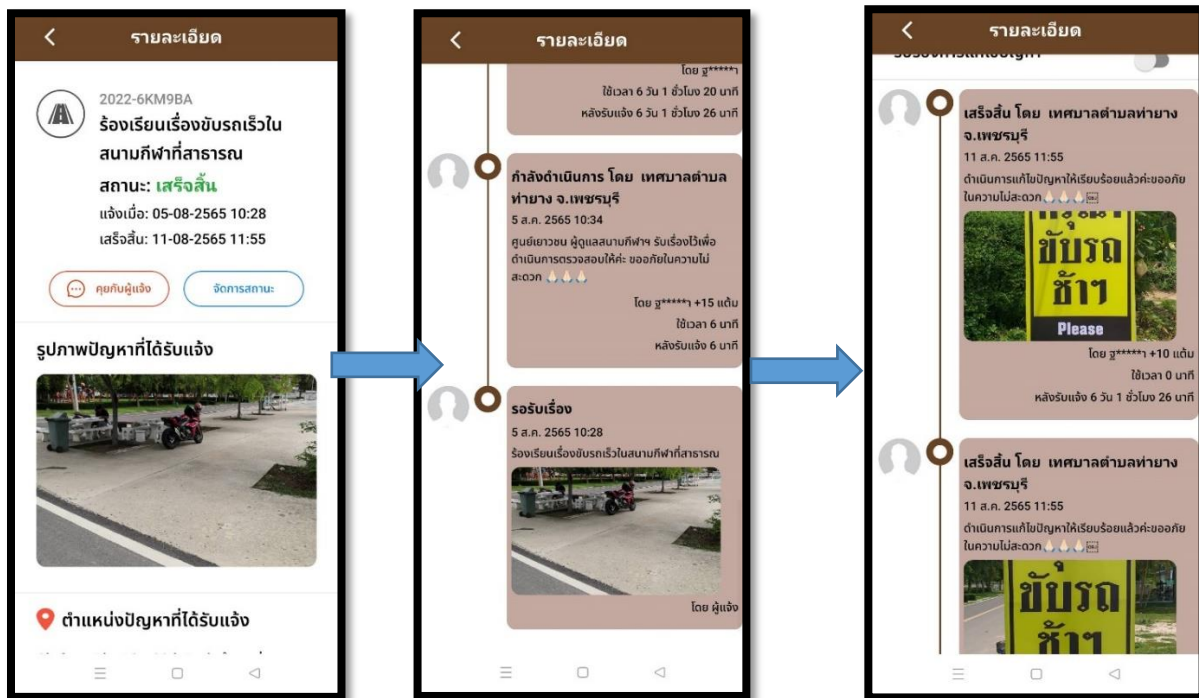 รายละเอียด
2022-6KM9BA
ร้องเรียนเรื่องขับรถเร็วใน
สนามกีฬาที่สาธารณ
สถานะ: เสร็จสิ้น
แจ้งเมื่อ: 05-08-2565 10:28
เสร็จสิ้น: 11-08-2565 11:55
คุยกับผู้แจ้ง
จัดการสถานะ
รูปภาพปัญหาที่ได้รับแจ้ง
ตำแหน่งปัญหาที่ได้รับแจ้ง
รายละเอียด
โดย ฐ*****า
ใช้เวลา 6 วัน 1 ชั่วโมง 20 นาที
หลังรับแจ้ง 6 วัน 1 ชั่วโมง 26 นาที
กำลังดำเนินการ โดย เทศบาลตำบล
ท่ายาง จ.เพชรบุรี
5 ส.ค. 2565 10:34
ศูนย์เยาวชน ผู้ดูแลสนามกีฬาฯ รับเรื่องไว้เพื่อ
ดำเนินการตรวจสอบให้ค่ะ ขออภัยในความไม่
สะดวก 🙏🏻🙏🏻🙏🏻
โดย ฐ*****า +15 แต้ม
ใช้เวลา 6 นาที
หลังรับแจ้ง 6 นาที
รอรับเรื่อง
5 ส.ค. 2565 10:28
ร้องเรียนเรื่องขับรถเร็วในสนามกีฬาที่สาธารณ
โดย ผู้แจ้ง
รายละเอียด
เสร็จสิ้น โดย เทศบาลตำบลท่ายาง
จ.เพชรบุรี
11 ส.ค. 2565 11:55
ดำเนินการแก้ไขปัญหาให้เรียบร้อยแล้วค่ะขออภัย
ในความไม่สะดวก🙏🏻🙏🏻🙏🏻
ขับรถ
ช้าๆ
Please
โดย ฐ*****า +10 แต้ม
ใช้เวลา 0 นาที
หลังรับแจ้ง 6 วัน 1 ชั่วโมง 26 นาที
เสร็จสิ้น โดย เทศบาลตำบลท่ายาง
จ.เพชรบุรี
11 ส.ค. 2565 11:55
ดำเนินการแก้ไขปัญหาให้เรียบร้อยแล้วค่ะขออภัย
ในความไม่สะดวก🙏🏻🙏🏻🙏🏻
ขับรถ
ช้าๆ